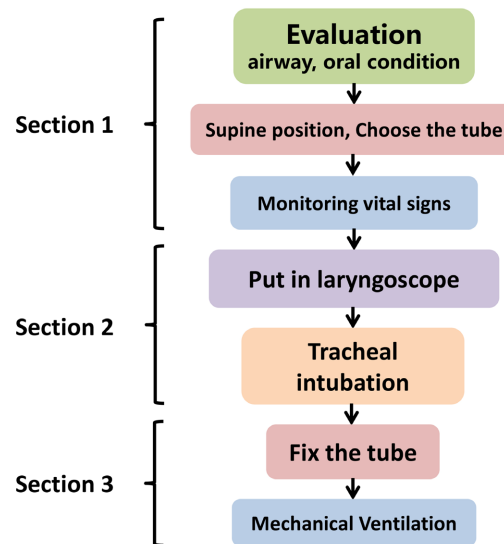 Evaluation
airway, oral condition
Section 1
Supine position, Choose the tube
Monitoring vital signs
Put in laryngoscope
Section 2
Tracheal
intubation
Fix the tube
Section 3
Mechanical Ventilation